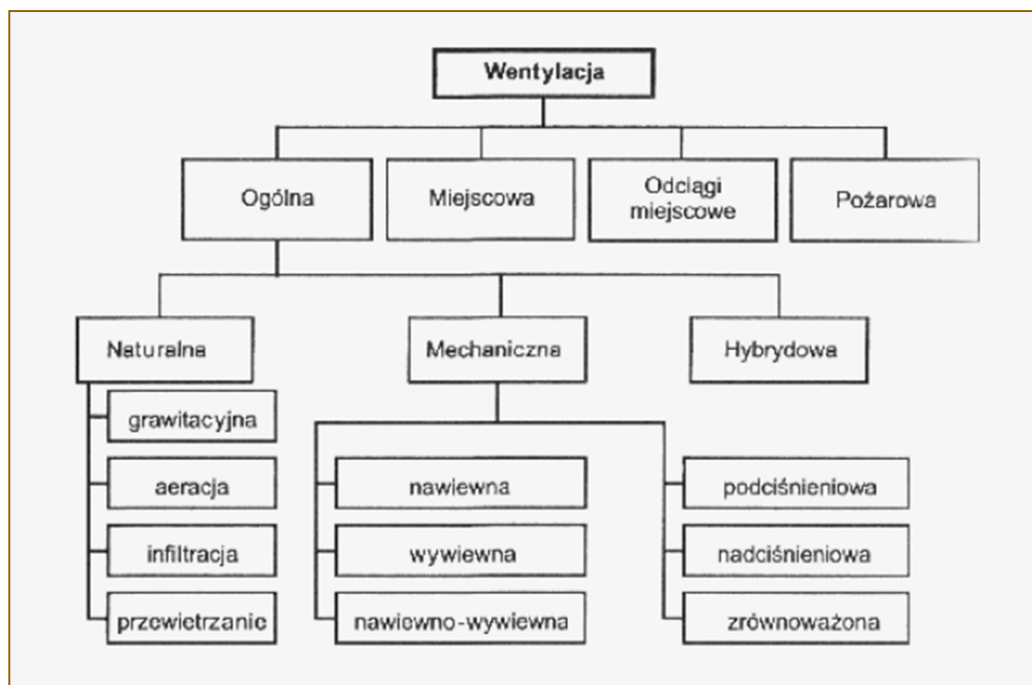 Wentylacja
Ogólna
Miejscowa
Odciągi
miejscowe
Pożarowa
Naturalna
Mechaniczna
Hybrydowa
grawitacyjna
aeracja
infiltracja
przewietrzanie
nawiewna
wywiewna
nawiewno-wywiewna
podciśnieniowa
nadciśnieniowa
zrównoważona